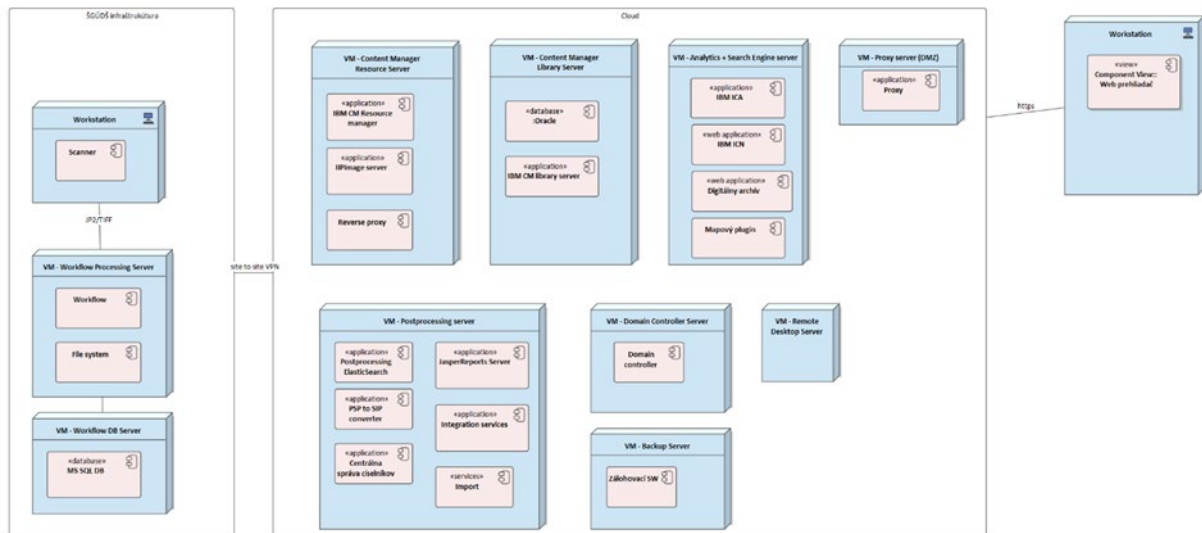 ŠGÚDŠ infraštrukútura
Workstation
Scanner
JP2/TIFF
VM - Workflow Processing Server
Workflow
File system
VM - Workflow DB Server
«database»
MS SQL DB
site to site VPN
Cloud
VM - Content Manager
Resource Server
«application»
IBM CM Resource
manager
IIPImage server
Reverse proxy
VM - Content Manager
Library Server
«database»
:Oracle
«application»
IBM CM library server
VM - Analytics + Search Engine server
«application»
IBM ICA
«web application»
IBM ICN
«web application»
Digitálny archív
Mapový plugin
VM - Proxy server (DMZ)
«application»
Proxy
VM - Postprocessing server
«application»
Postprocessing
ElasticSearch
«application»
PSP to SIP
converter
«application»
Centrálna
správa číselníkov
«application»
JasperReports Server
«application»
Integration services
«services»
Import
VM - Domain Controller Server
Domain
controller
VM - Remote
Desktop Server
VM - Backup Server
Zálohovací SW
https
Workstation
«view»
Component View::
Web prehliadač